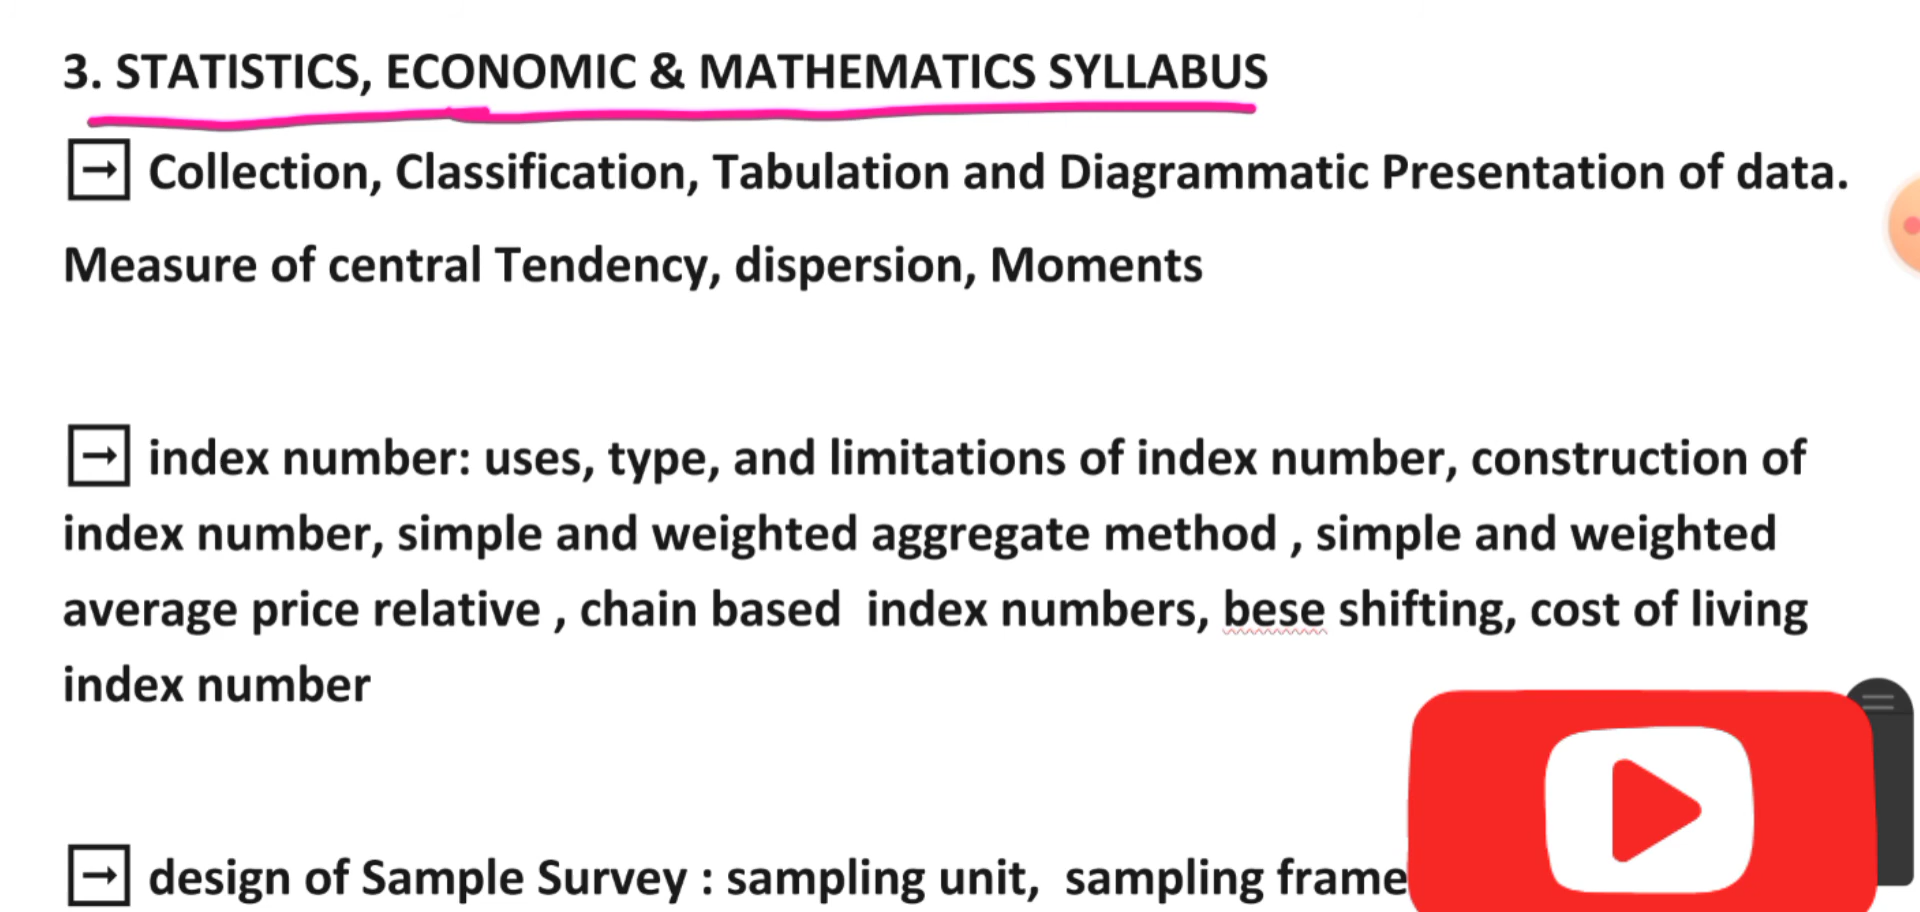 3. STATISTICS, ECONOMIC & MATHEMATICS SYLLABUS
→ Collection, Classification, Tabulation and Diagrammatic Presentation of data.
Measure of central Tendency, dispersion, Moments
→ index number: uses, type, and limitations of index number, construction of
index number, simple and weighted aggregate method , simple and weighted
average price relative , chain based index numbers, bese shifting, cost of living
index number
→ design of Sample Survey : sampling unit, sampling frame